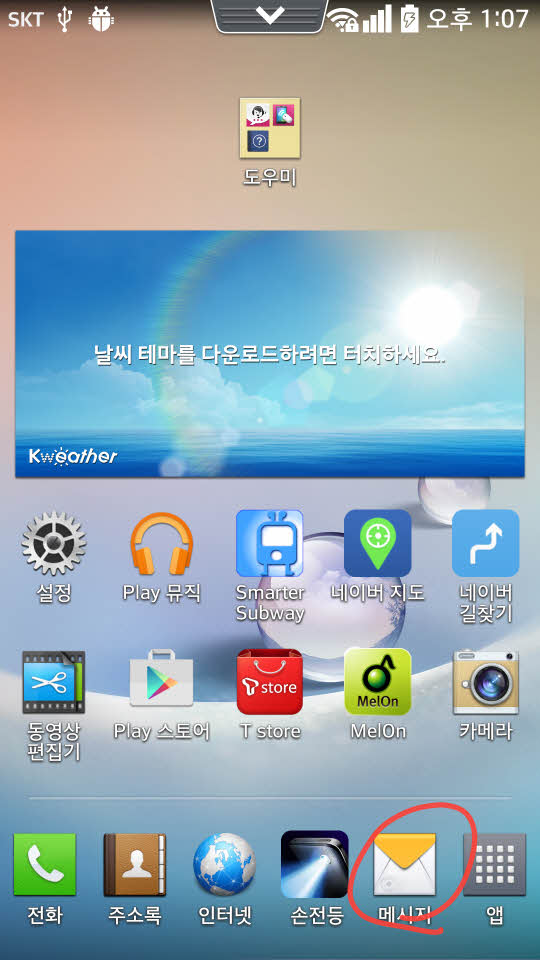 SKT 오후 1:07
도우미
날씨 테마를 다운로드하려면 터치하세요.
Kweather
설정 Play 뮤직 Smarter Subway 네이버 지도 네이버 길찾기
T store
MelOn
동영상 편집기 Play 스토어 T store MelOn 카메라
전화 주소록 인터넷 손전등 메시지 앱